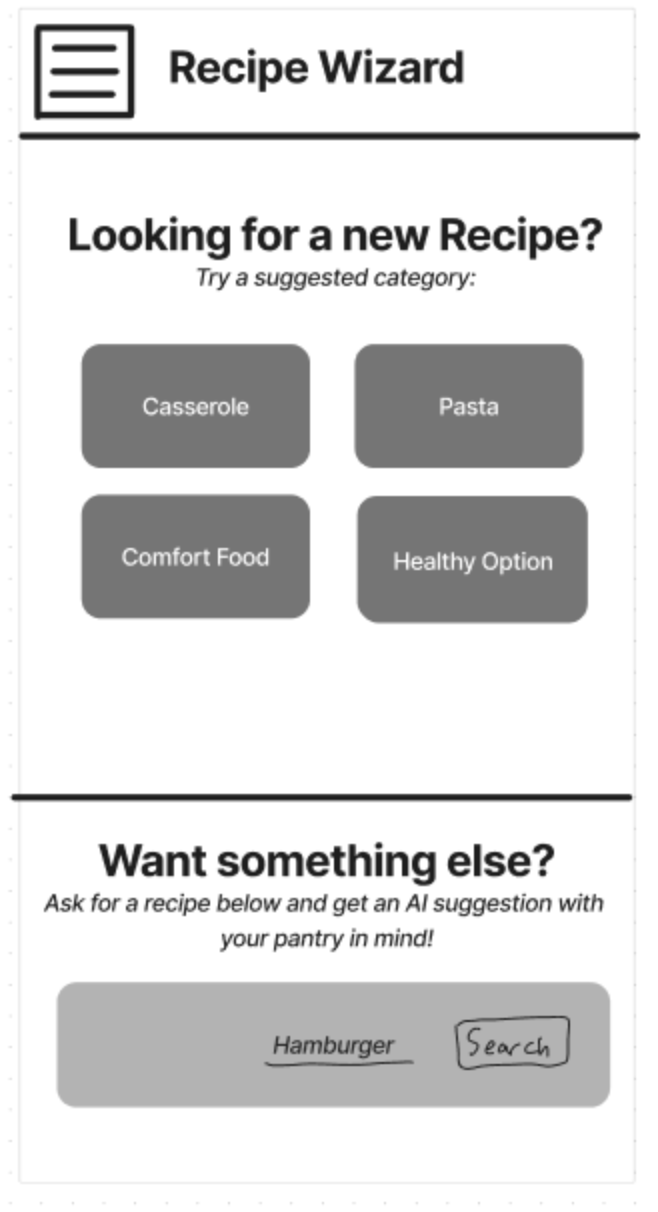 Recipe Wizard
Looking for a new Recipe?
Try a suggested category:
Casserole
Pasta
Comfort Food
Healthy Option
Want something else?
Ask for a recipe below and get an AI suggestion with
your pantry in mind!
Hamburger
Search